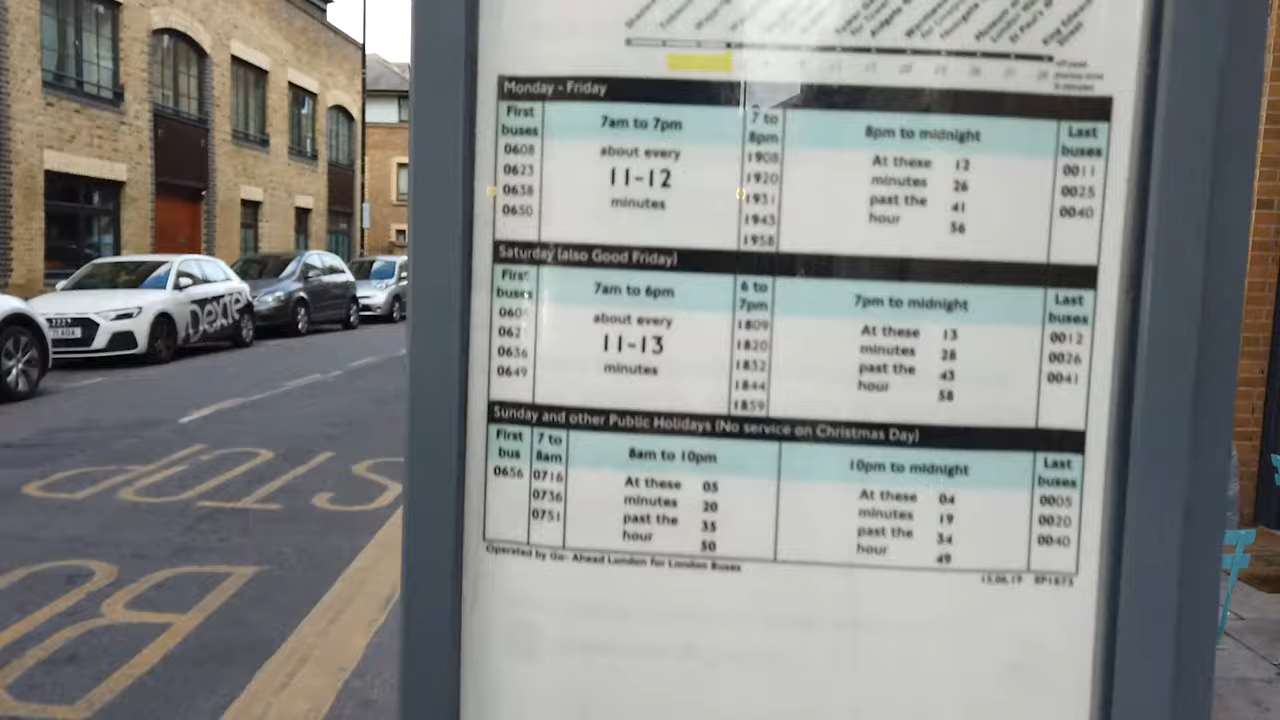 Monday - Friday
First buses
0608
0623
0638
0650
7am to 7pm
about every
11-12
minutes
7 to 8pm
1908
1920
1931
1943
1958
8pm to midnight
At these 12
minutes 26
past the 41
hour 56
Last buses
0011
0025
0040
Saturday (also Good Friday)
First buses
0636
0649
7am to 6pm
about every
11-13
minutes
6 to 7pm
1809
1820
1832
1844
1859
7pm to midnight
At these 13
minutes 28
past the 43
hour 58
Last buses
0012
0026
0041
Sunday and other Public Holidays (No service on Christmas Day)
First bus
0656
7 to 8am
0716
0736
0751
8am to 10pm
At these 05
minutes 20
past the 35
hour 50
10pm to midnight
At these 04
minutes 19
past the 34
hour 49
Last buses
0005
0020
0040
Operated by Go- Ahead London for London Buses
15.06.19
Dexter
BUS
STOP